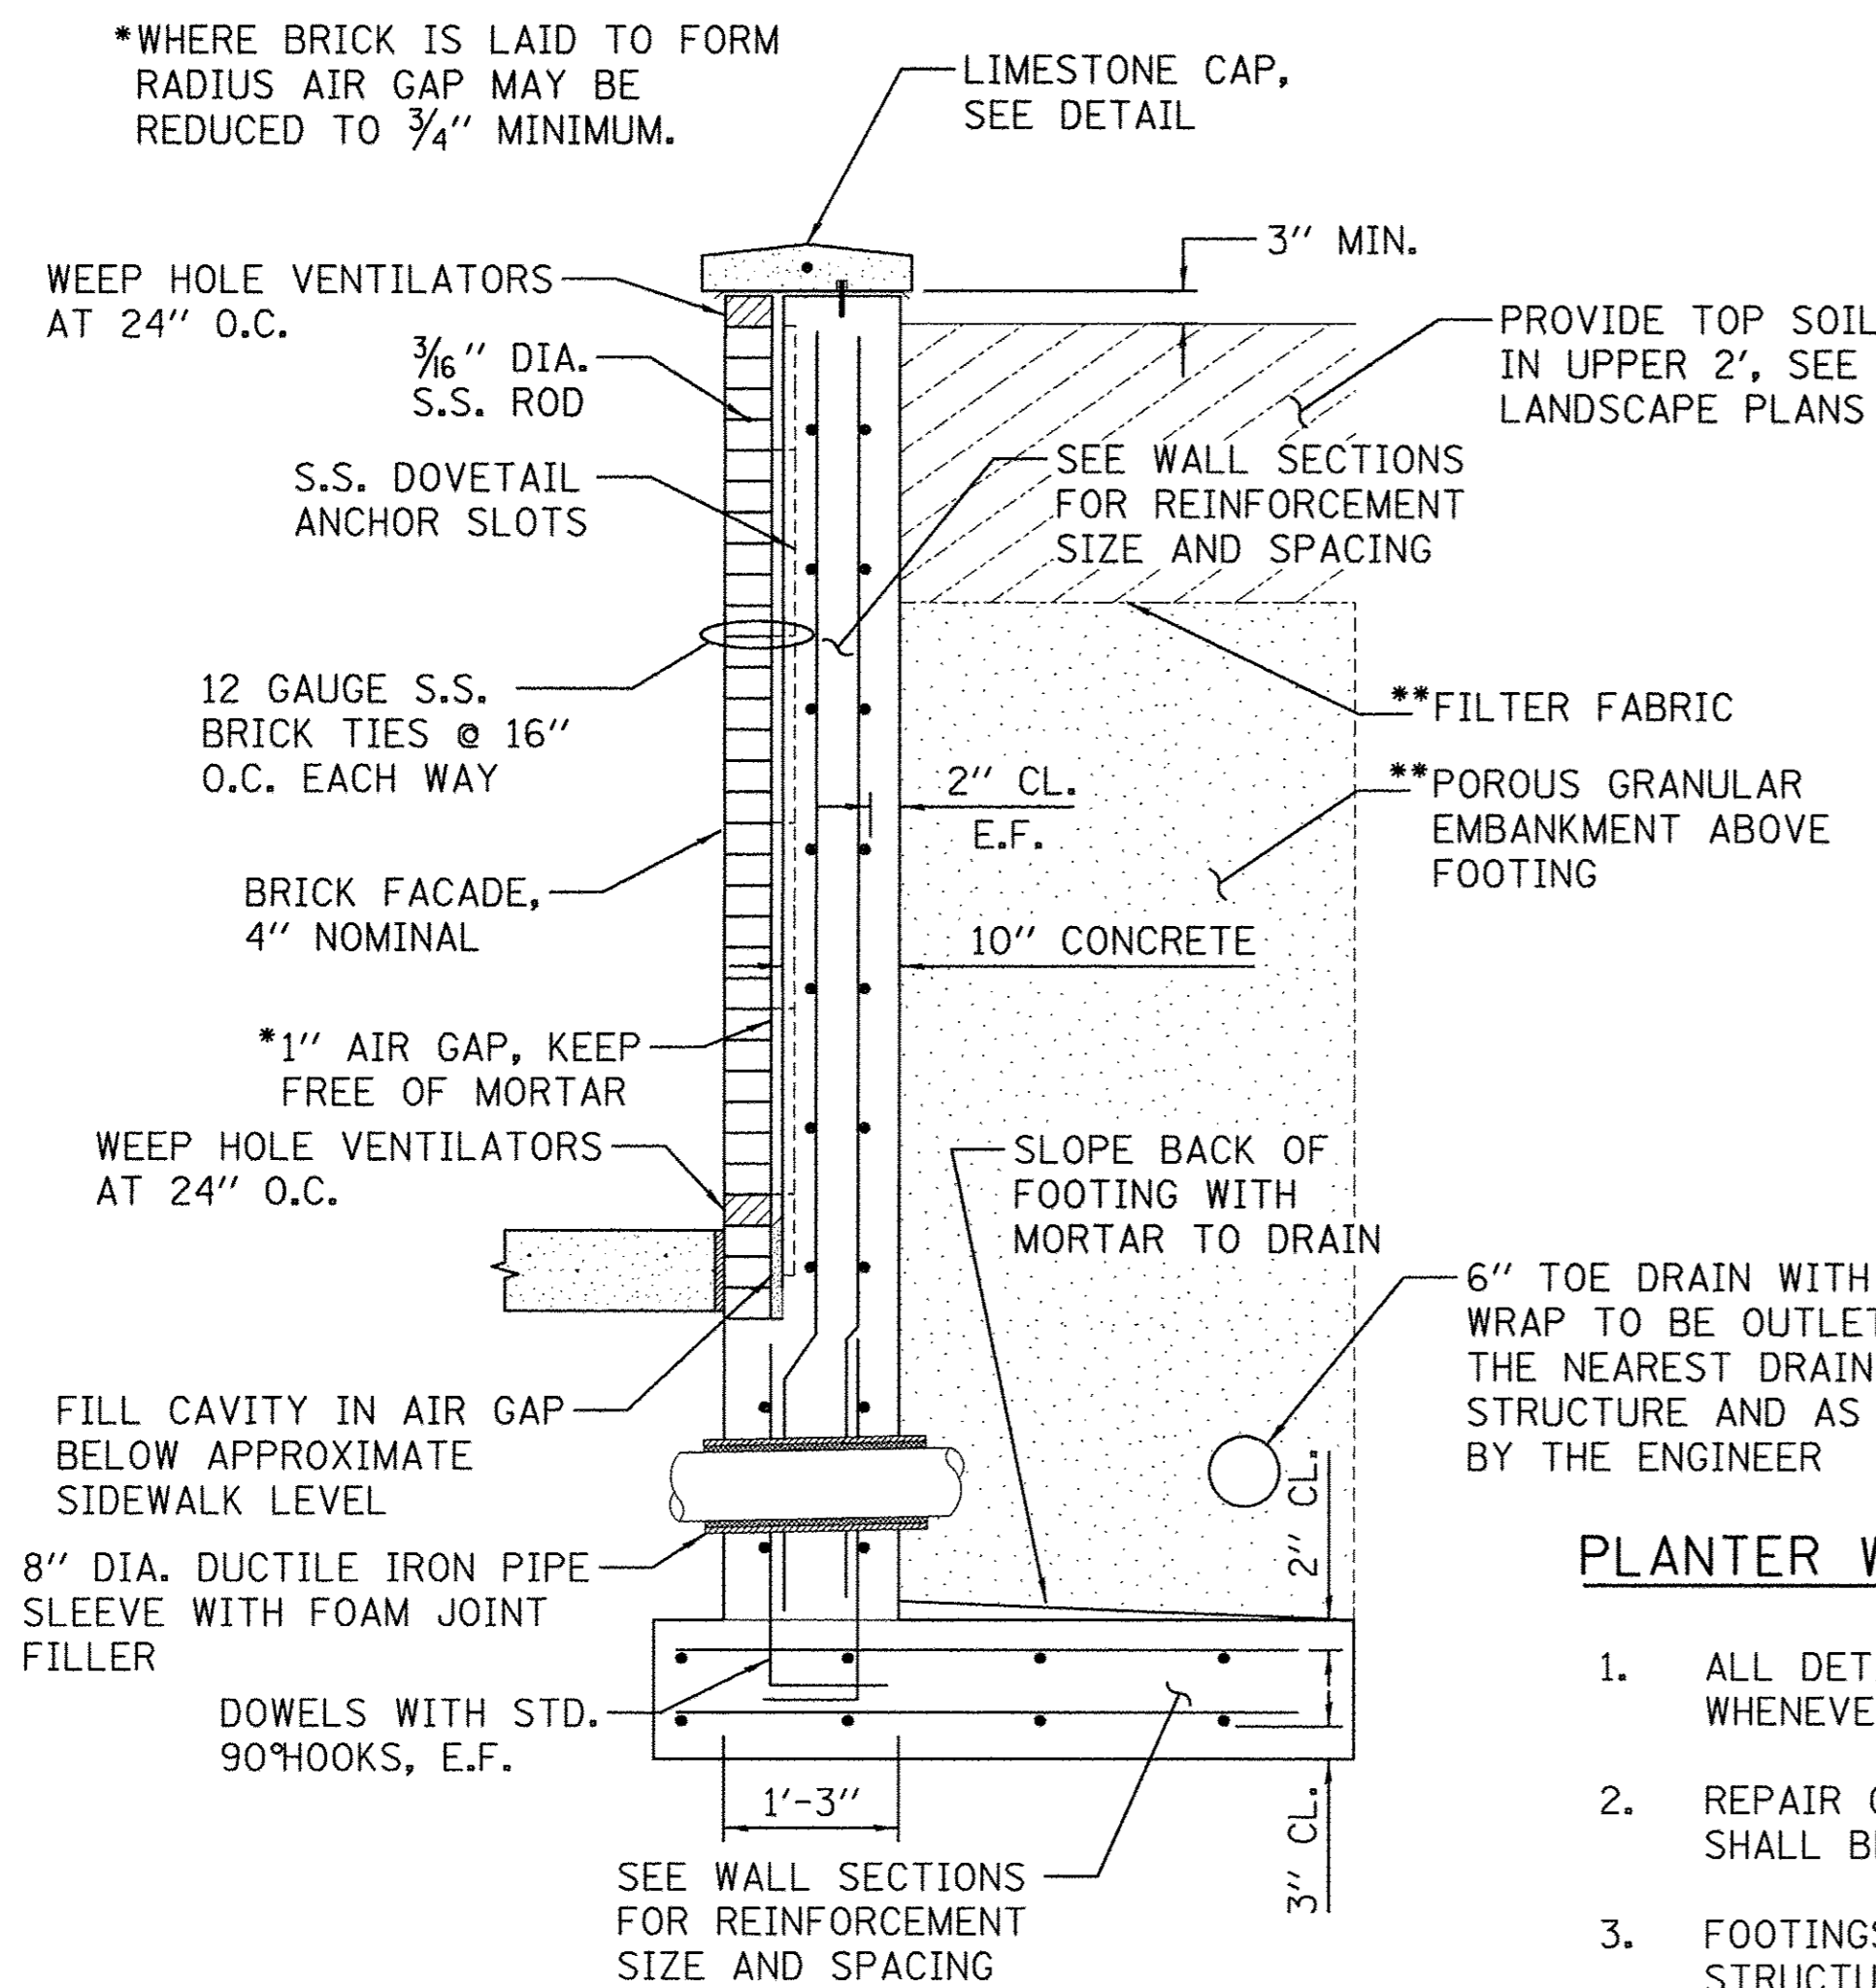 *WHERE BRICK IS LAID TO FORM
RADIUS AIR GAP MAY BE
REDUCED TO 3/4" MINIMUM.
LIMESTONE CAP,
SEE DETAIL
3" MIN.
WEEP HOLE VENTILATORS
AT 24" O.C.
PROVIDE TOP SOIL
IN UPPER 2', SEE
LANDSCAPE PLANS
3/16" DIA.
S.S. ROD
SEE WALL SECTIONS
FOR REINFORCEMENT
SIZE AND SPACING
S.S. DOVETAIL
ANCHOR SLOTS
12 GAUGE S.S.
BRICK TIES @ 16"
O.C. EACH WAY
**FILTER FABRIC
2" CL.
E.F.
**POROUS GRANULAR
EMBANKMENT ABOVE
FOOTING
BRICK FACADE,
4" NOMINAL
10" CONCRETE
*1" AIR GAP, KEEP
FREE OF MORTAR
WEEP HOLE VENTILATORS
AT 24" O.C.
SLOPE BACK OF
FOOTING WITH
MORTAR TO DRAIN
6" TOE DRAIN WITH
WRAP TO BE OUTLET
THE NEAREST DRAIN
STRUCTURE AND AS
BY THE ENGINEER
FILL CAVITY IN AIR GAP
BELOW APPROXIMATE
SIDEWALK LEVEL
2" CL.
8" DIA. DUCTILE IRON PIPE
SLEEVE WITH FOAM JOINT
FILLER
DOWELS WITH STD.
90°HOOKS, E.F.
1'-3"
3" CL.
SEE WALL SECTIONS
FOR REINFORCEMENT
SIZE AND SPACING
PLANTER W
1. ALL DET
WHENEVE
2. REPAIR
SHALL B
3. FOOTINGS
STRUCTU